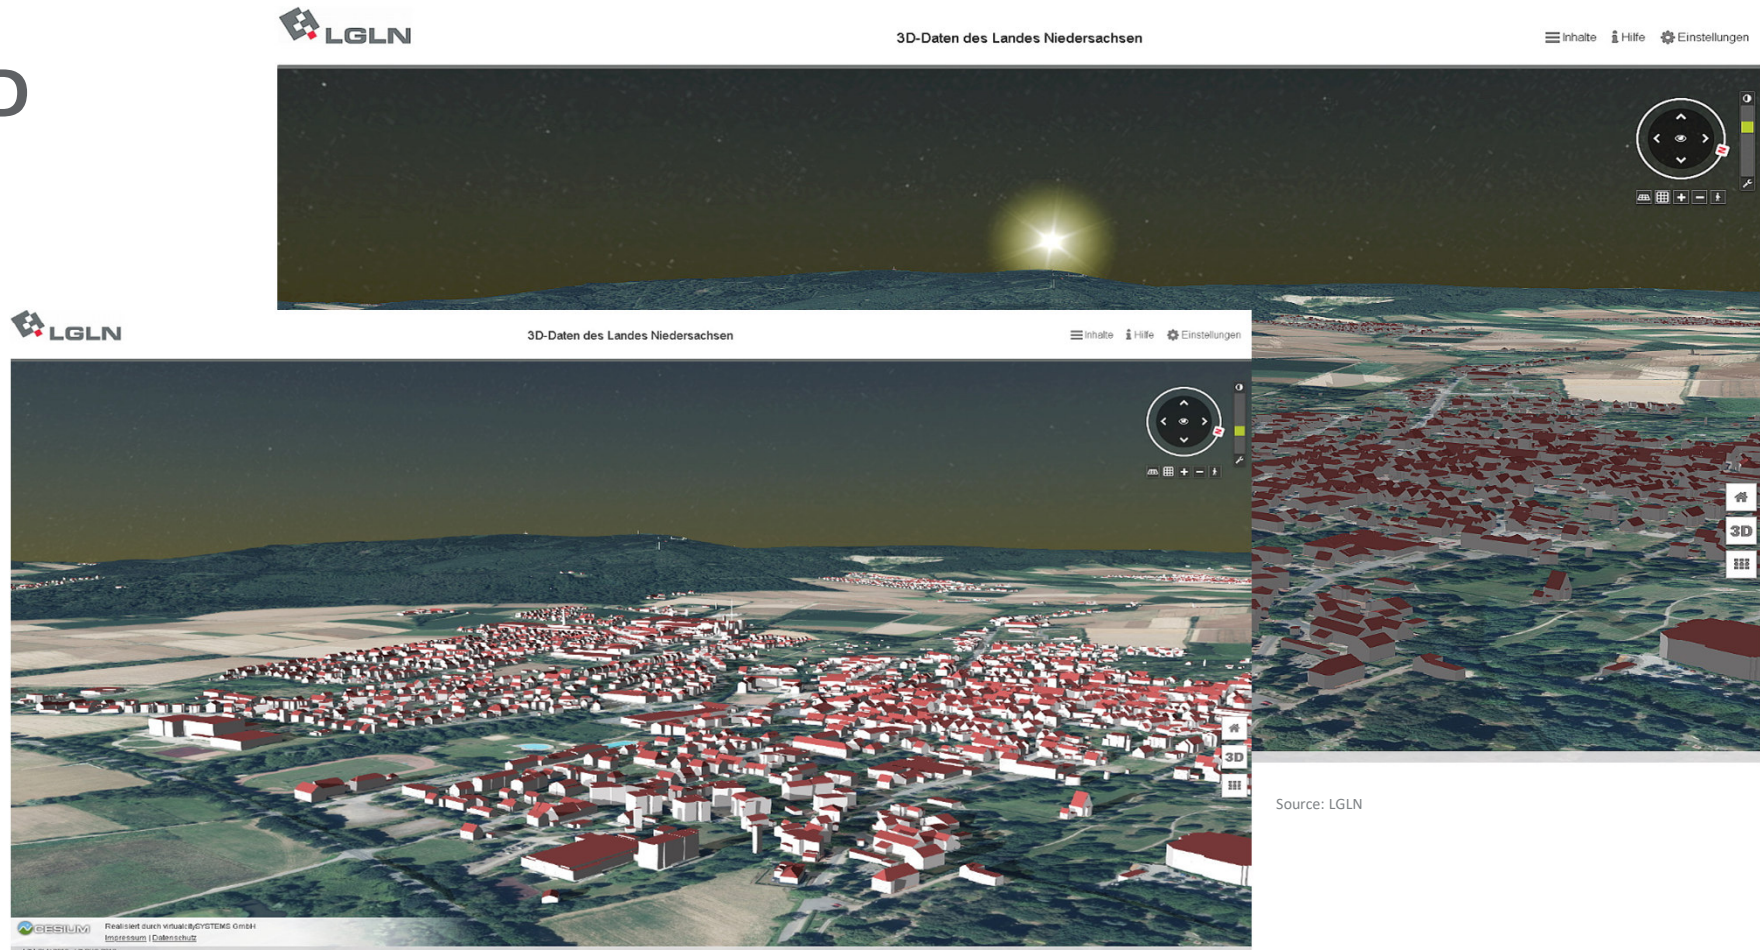 D
LGLN
3D-Daten des Landes Niedersachsen
Inhalte
Hilfe
Einstellungen
N
3D
LGLN
3D-Daten des Landes Niedersachsen
Inhalte
Hilfe
Einstellungen
N
3D
CESIUM
Realisiert durch virtualcitySYSTEMS GmbH
Impressum | Datenschutz
Source: LGLN